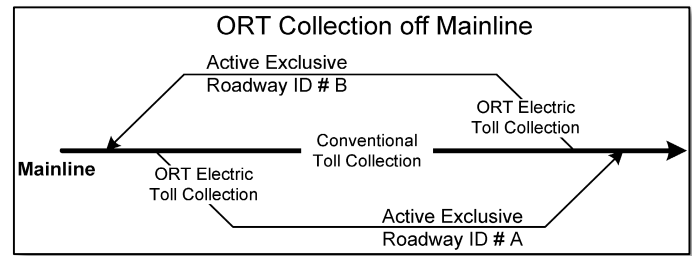 ORT Collection off Mainline
Active Exclusive
Roadway ID # B
ORT Electric
Toll Collection
Conventional
Toll Collection
Mainline
ORT Electric
Toll Collection
Active Exclusive
Roadway ID # A